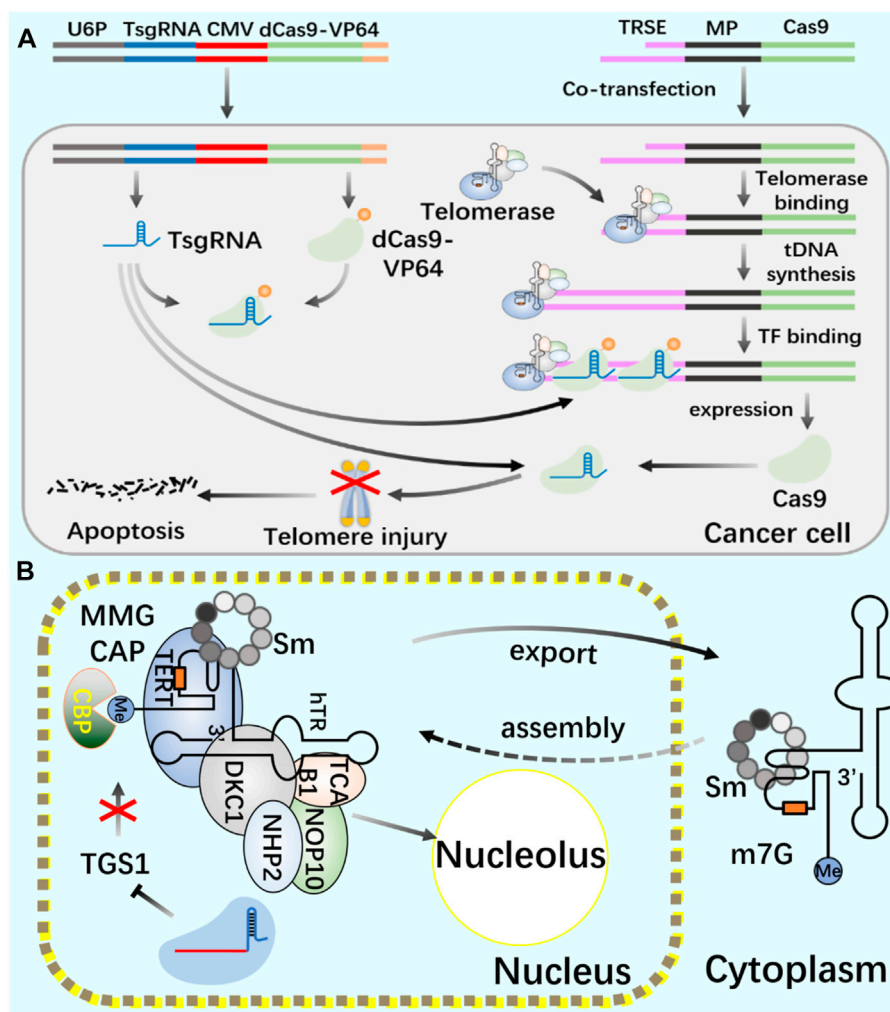 A
U6P TsgRNA CMV dCas9-VP64
TRSE MP Cas9
Co-transfection
Telomerase
Telomerase
binding
TsgRNA
dCas9-
VP64
tDNA
synthesis
TF binding
expression
Cas9
Apoptosis
Telomere injury
Cancer cell
B
MMG
CAP
Sm
TERT
CBP
Me
3'
hTR
DKC1
TCA
B1
NHP2
NOP10
TGS1
export
assembly
Nucleolus
Nucleus
Sm
3'
m7G
Me
Cytoplasm